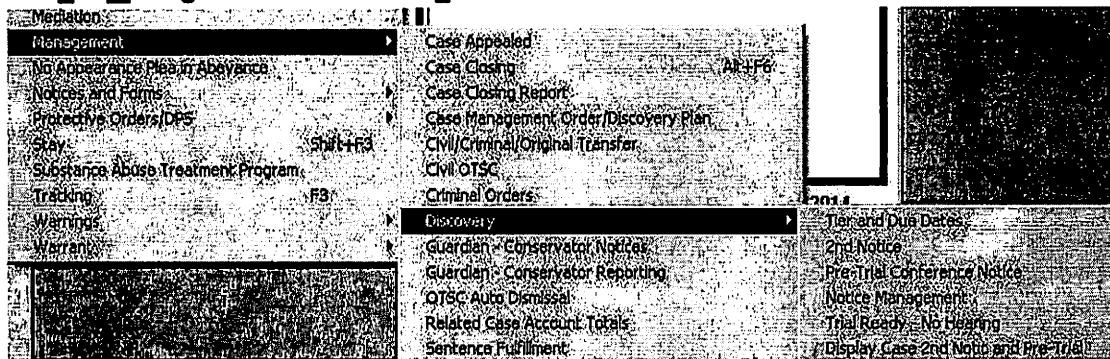 Mediation
Management
No Appearance Plea in Abeyance
Notices and Forms
Protective Orders/DPS
Stay Shift+F3
Substance Abuse Treatment Program
Tracking F3
Warnings
Warrant
Case Appealed
Case Closing Alt+F6
Case Closing Report
Case Management Order/Discovery Plan
Civil/Criminal/Original Transfer
Civil OTSC
Criminal Orders
Discovery
Guardian - Conservator Notices
Guardian - Conservator Reporting
OTSC Auto Dismissal
Related Case Account Totals
Sentence Fulfillment
2014
Tier and Due Dates
2nd Notice
Pre-Trial Conference Notice
Notice Management
Trial Ready - No Hearing
Display Case 2nd Notic and Pre-Trial